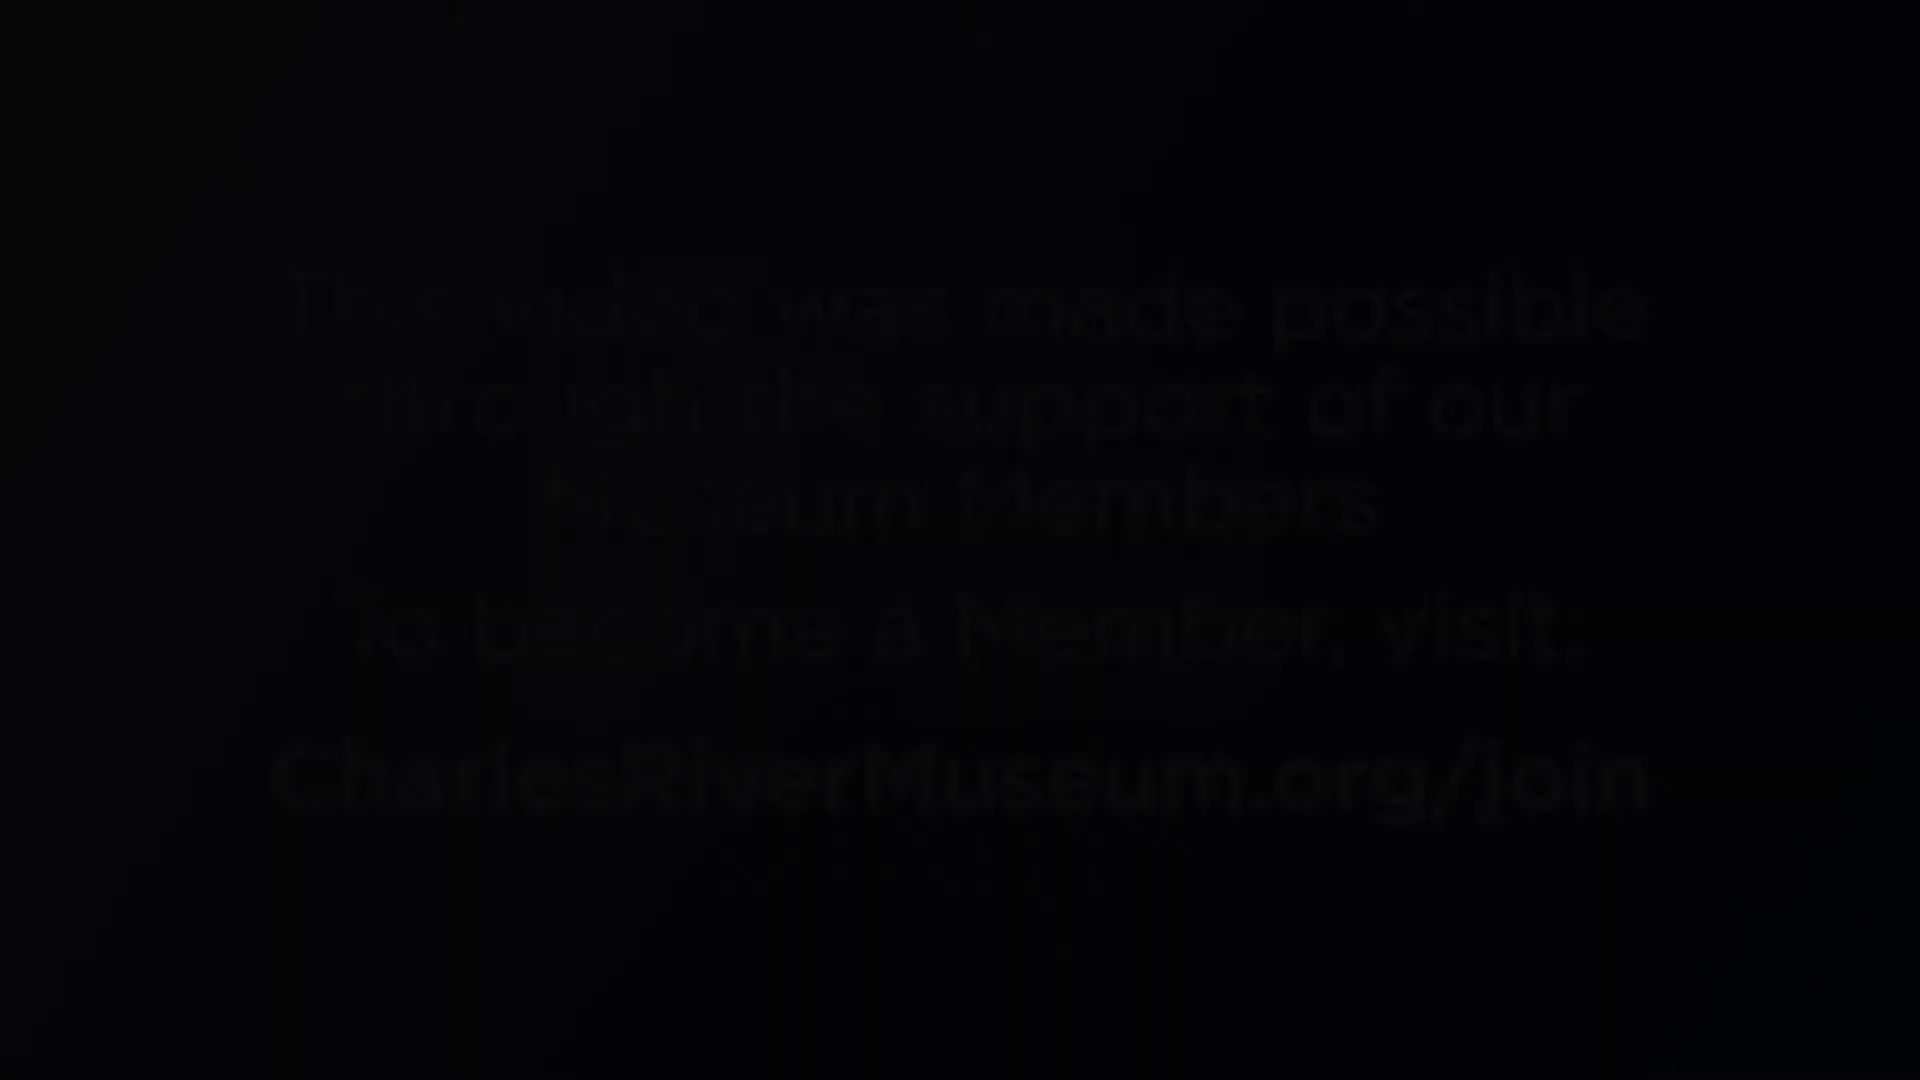 This video was made possible
through the support of our
Museum Members
To become a Member, visit:
CharlesRiverMuseum.org/join